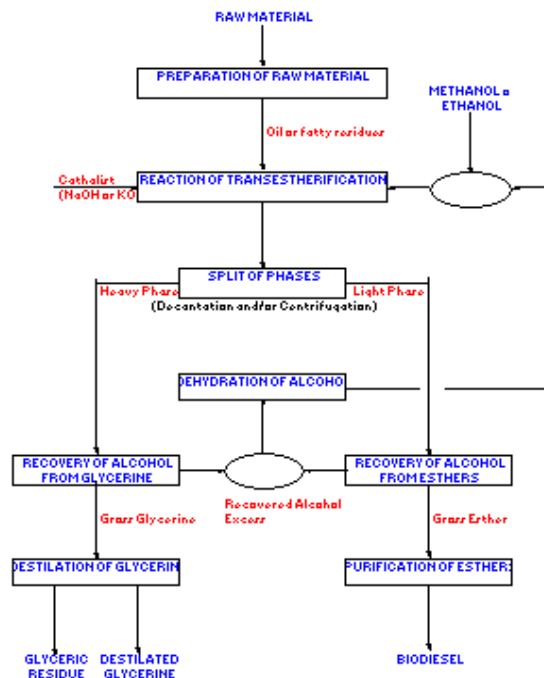 RAW MATERIAL
PREPARATION OF RAW MATERIAL
METHANOL o
ETHANOL
Oil or fatty residues
Cathalist
(NaOH or KO
REACTION OF TRANSESTHERIFICATION
SPLIT OF PHASES
Heavy Phase
Light Phase
(Decantation and/or Centrifugation)
DEHYDRATION OF ALCOHO
RECOVERY OF ALCOHOL
FROM GLYCERINE
RECOVERY OF ALCOHOL
FROM ESTHERS
Recovered Alcohol
Excess
Gross Glycerine
Gross Esther
DESTILATION OF GLYCERIN
PURIFICATION OF ESTHERS
GLYCERIC
RESIDUE
DESTILATED
GLYCERINE
BIODIESEL